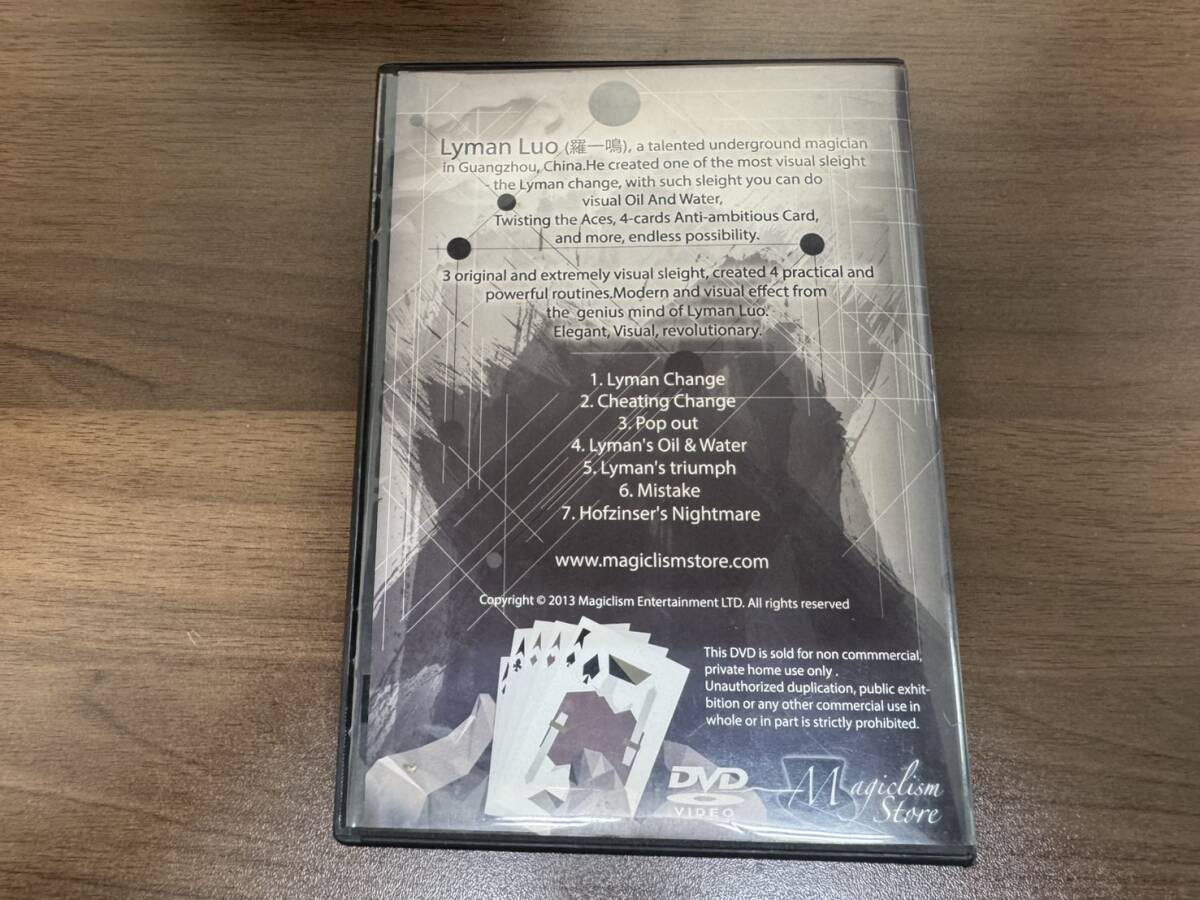 Lyman Luo (羅一鳴), a talented underground magician
in Guangzhou, China.He created one of the most visual sleight
- the Lyman change, with such sleight you can do
visual Oil And Water,
Twisting the Aces, 4-cards Anti-ambitious Card,
and more, endless possibility.
3 original and extremely visual sleight, created 4 practical and
powerful routines.Modern and visual effect from
the genius mind of Lyman Luo.
Elegant, Visual, revolutionary.
1. Lyman Change
2. Cheating Change
3. Pop out
4. Lyman's Oil & Water
5. Lyman's triumph
6. Mistake
7. Hofzinser's Nightmare
www.magiclismstore.com
Copyright © 2013 Magiclism Entertainment LTD. All rights reserved
This DVD is sold for non commmercial,
private home use only .
Unauthorized duplication, public exhit-
bition or any other commercial use in
whole or in part is strictly prohibited.
DVD
VIDEO
Magiclism
Store